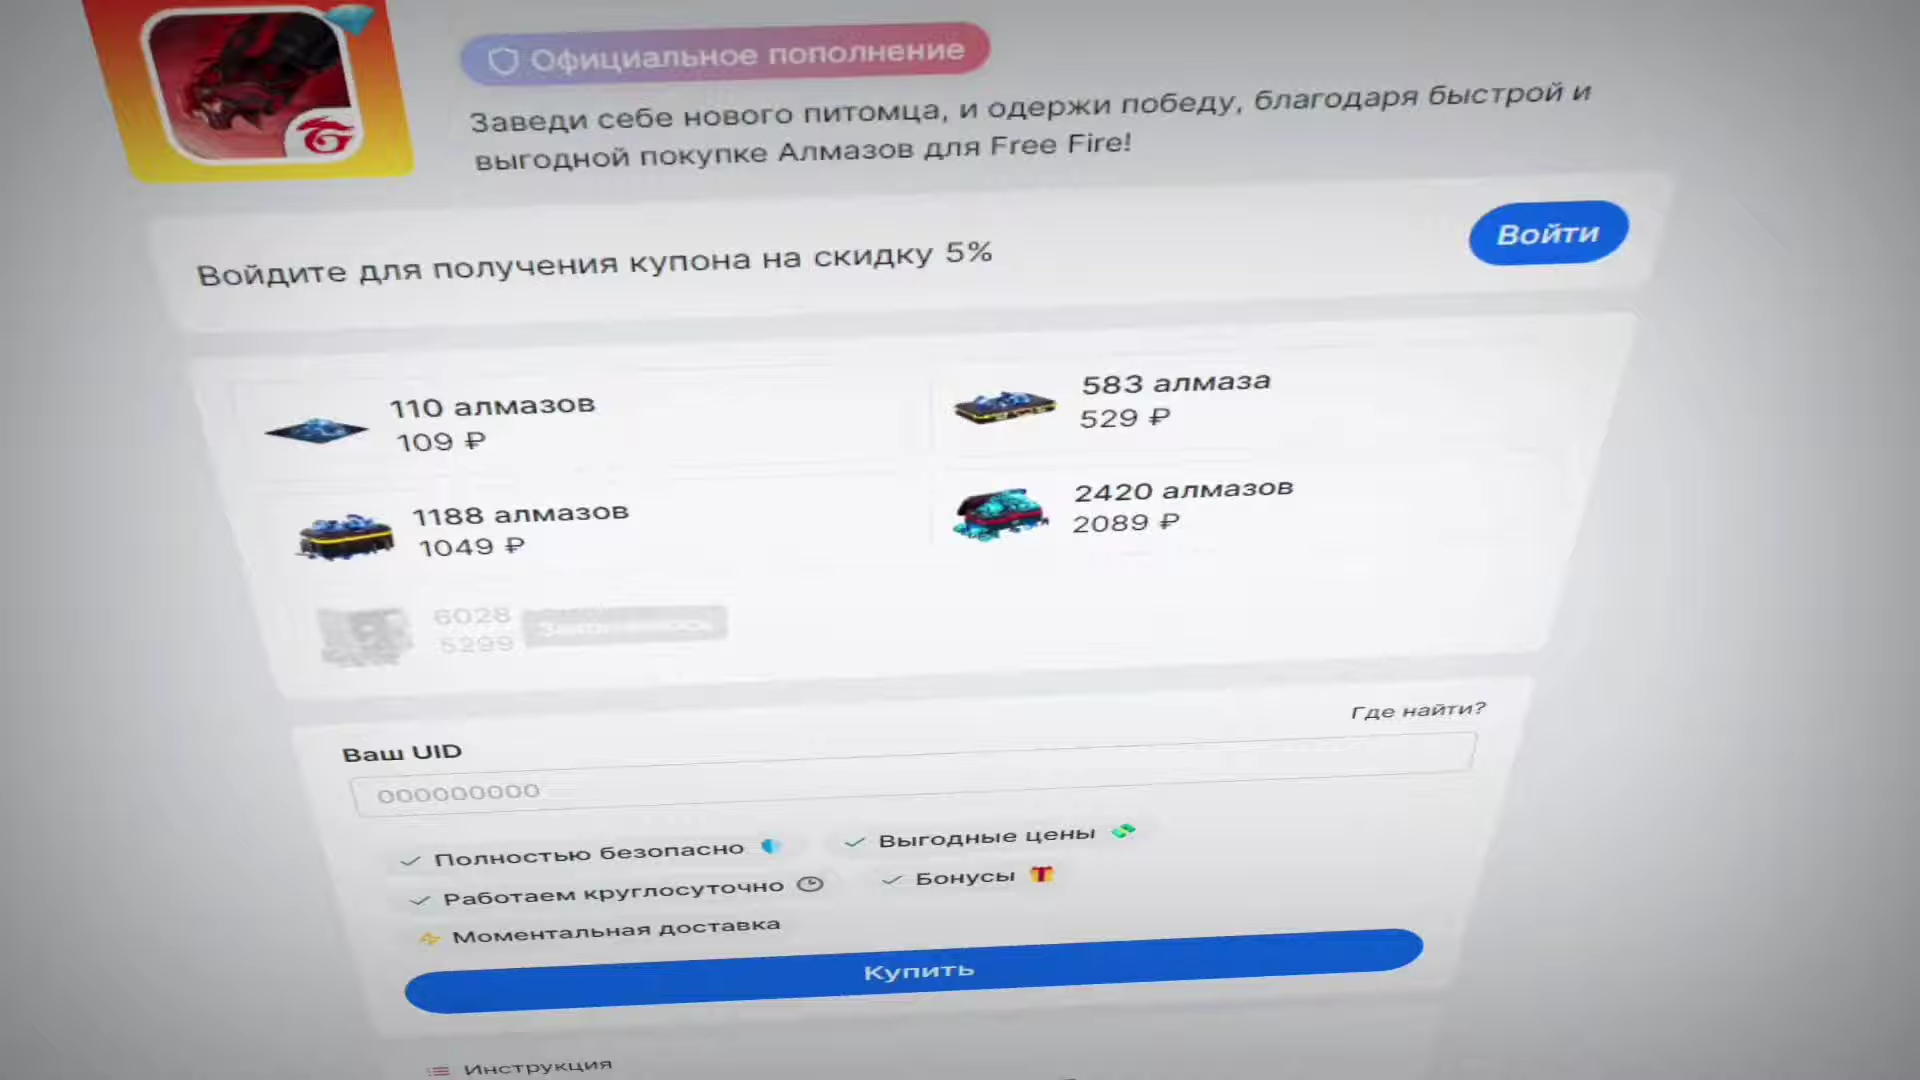 Официальное пополнение
Заведи себе нового питомца, и одержи победу, благодаря быстрой и
выгодной покупке Алмазов для Free Fire!
Войдите для получения купона на скидку 5%
Войти
110 алмазов
109 ₽
583 алмаза
529 ₽
1188 алмазов
1049 ₽
2420 алмазов
2089 ₽
6028
5299
Ваш UID
Где найти?
000000000
Полностью безопасно
Выгодные цены
Работаем круглосуточно
Бонусы
Моментальная доставка
Купить
Инструкция